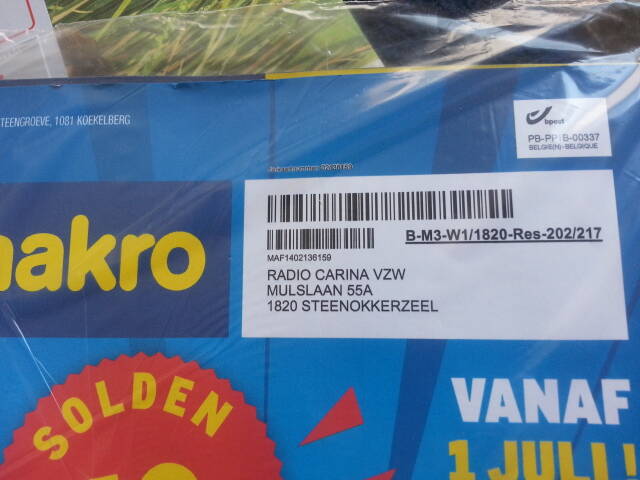 TEENGROEVE, 1081 KOEKELBERG
bpost
PB-PP B-00337
BELGIE(N)-BELGIQUE
B-M3-W1/1820-Res-202/217
MAF1402136159
RADIO CARINA VZW
MULSLAAN 55A
1820 STEENOKKERZEEL
makro
SOLDEN
VANAF
1 JULI!